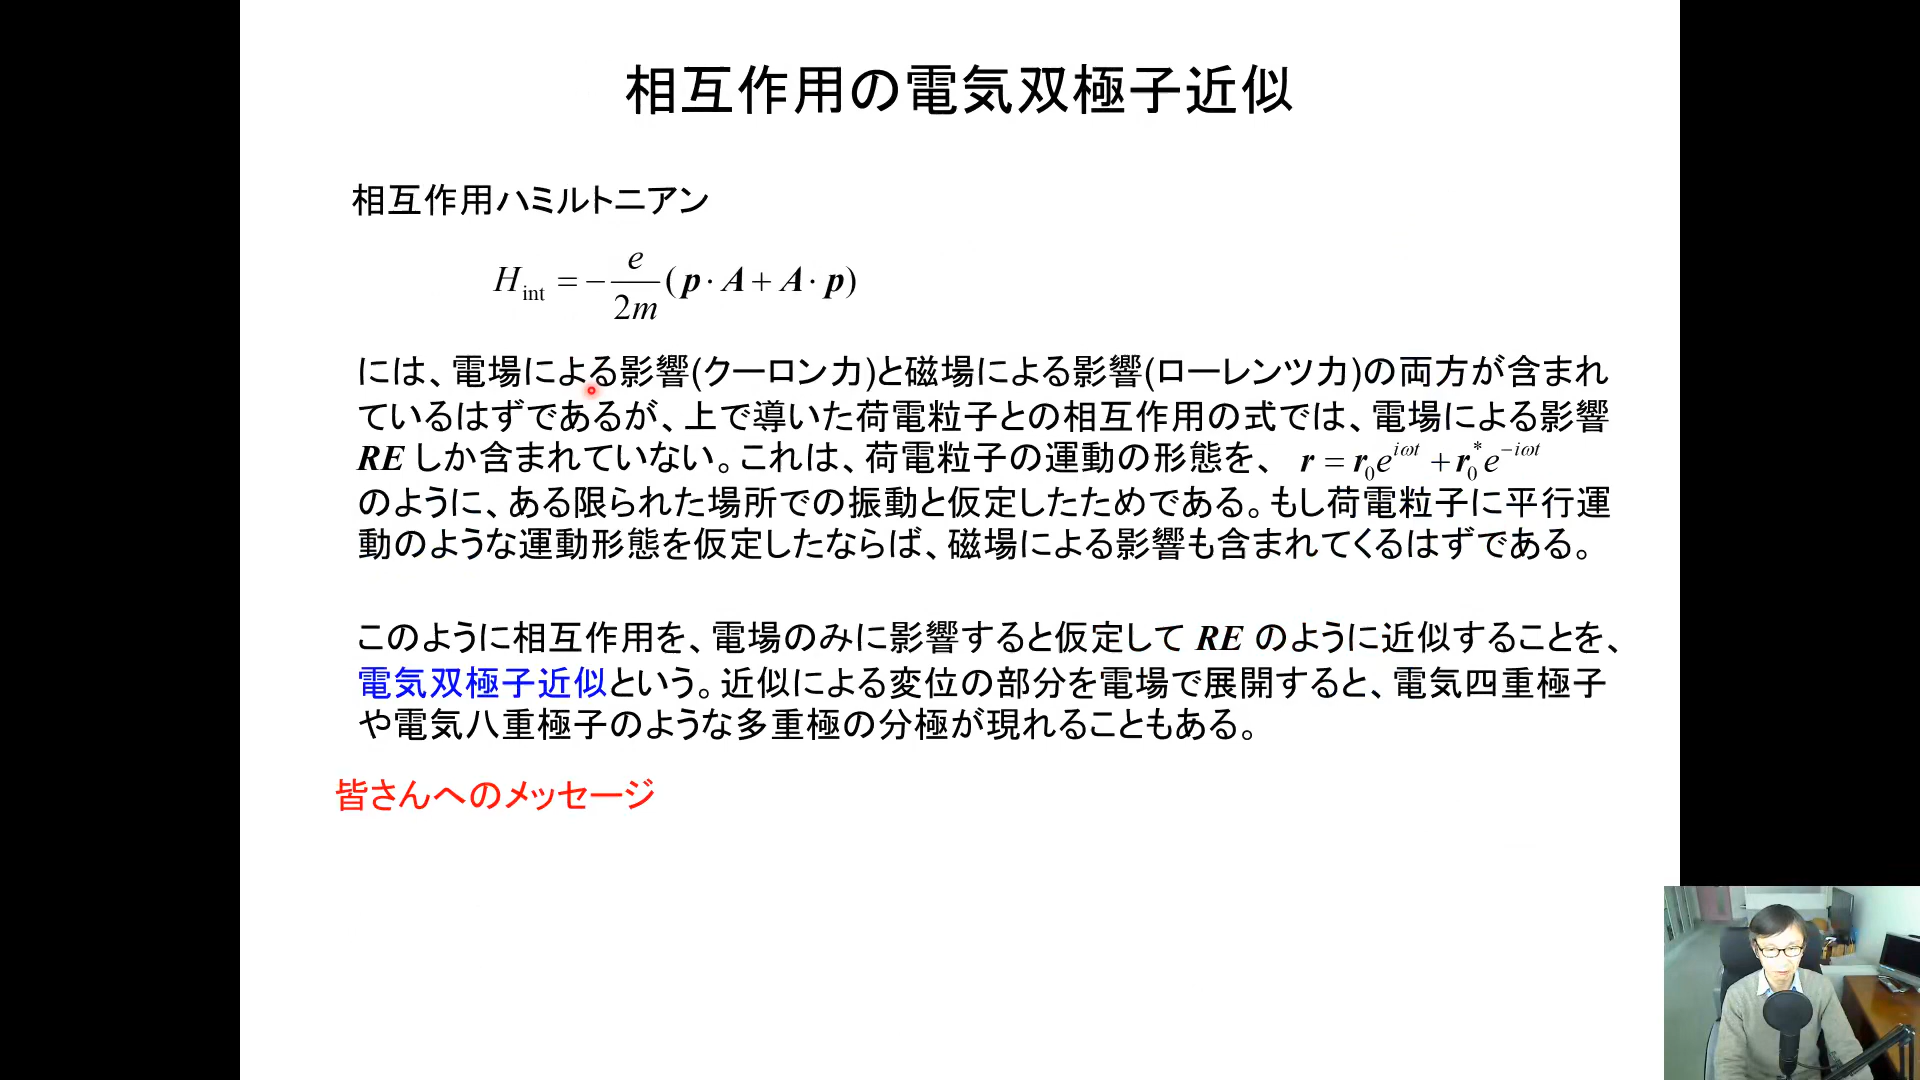 相互作用の電気双極子近似
相互作用ハミルトニアン
H_int = −e/2m (p · A + A · p)
には、電場による影響(クーロン力)と磁場による影響(ローレンツ力)の両方が含まれ
ているはずであるが、上で導いた荷電粒子との相互作用の式では、電場による影響
RE しか含まれていない。これは、荷電粒子の運動の形態を、 r = r₀e^{iωt} + r₀*e^{−iωt}
のように、ある限られた場所での振動と仮定したためである。もし荷電粒子に平行運
動のような運動形態を仮定したならば、磁場による影響も含まれてくるはずである。
このように相互作用を、電場のみに影響すると仮定して RE のように近似することを、
電気双極子近似という。近似による変位の部分を電場で展開すると、電気四重極子
や電気八重極子のような多重極の分極が現れることもある。
皆さんへのメッセージ